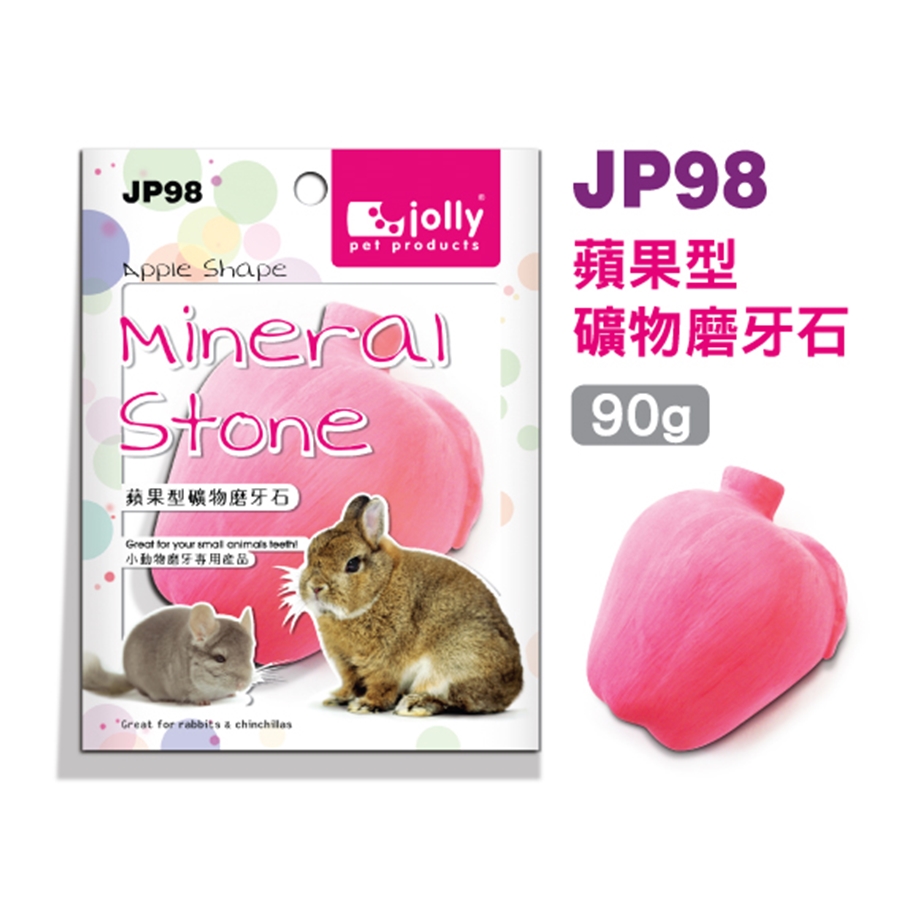 JP98
jolly®
pet products
Apple Shape
Mineral
Stone
蘋果型礦物磨牙石
Great for your small animals teeth!
小動物磨牙專用產品
*Great for rabbits & chinchillas
JP98
蘋果型
礦物磨牙石
90g